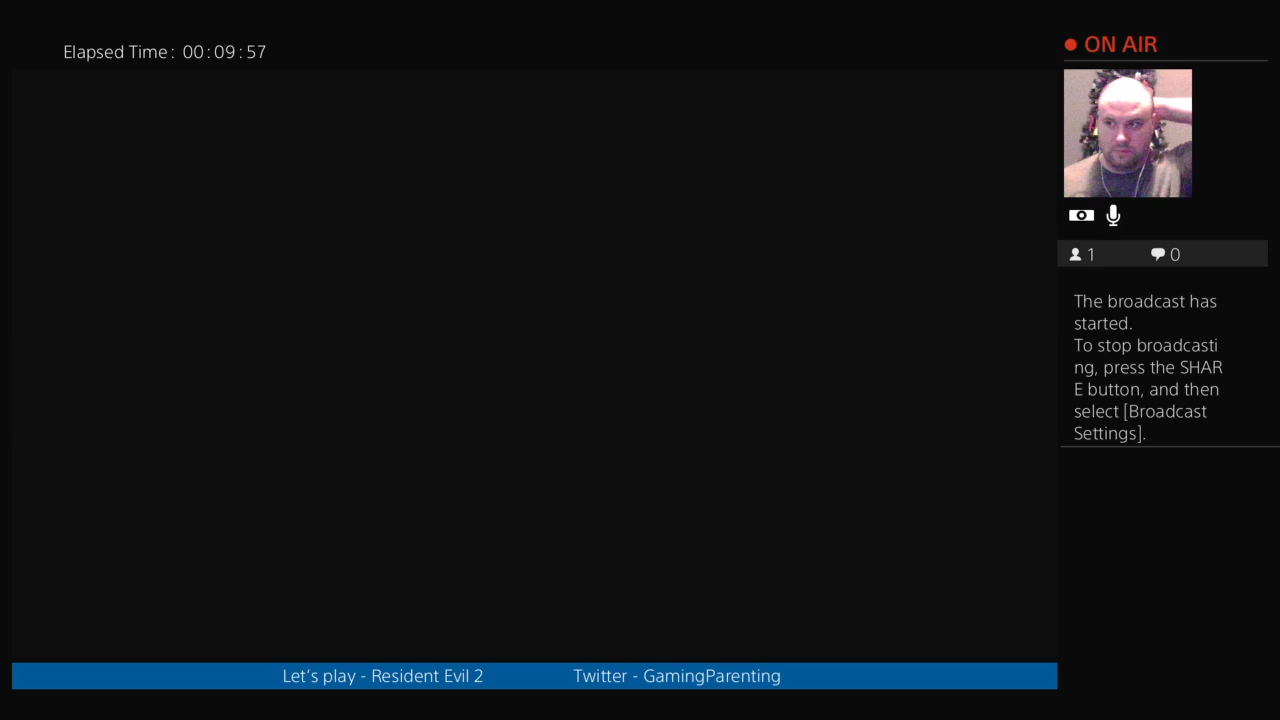 Elapsed Time: 00:09:57
ON AIR
1 0
The broadcast has
started.
To stop broadcasti
ng, press the SHAR
E button, and then
select [Broadcast
Settings].
Let's play - Resident Evil 2 Twitter - GamingParenting